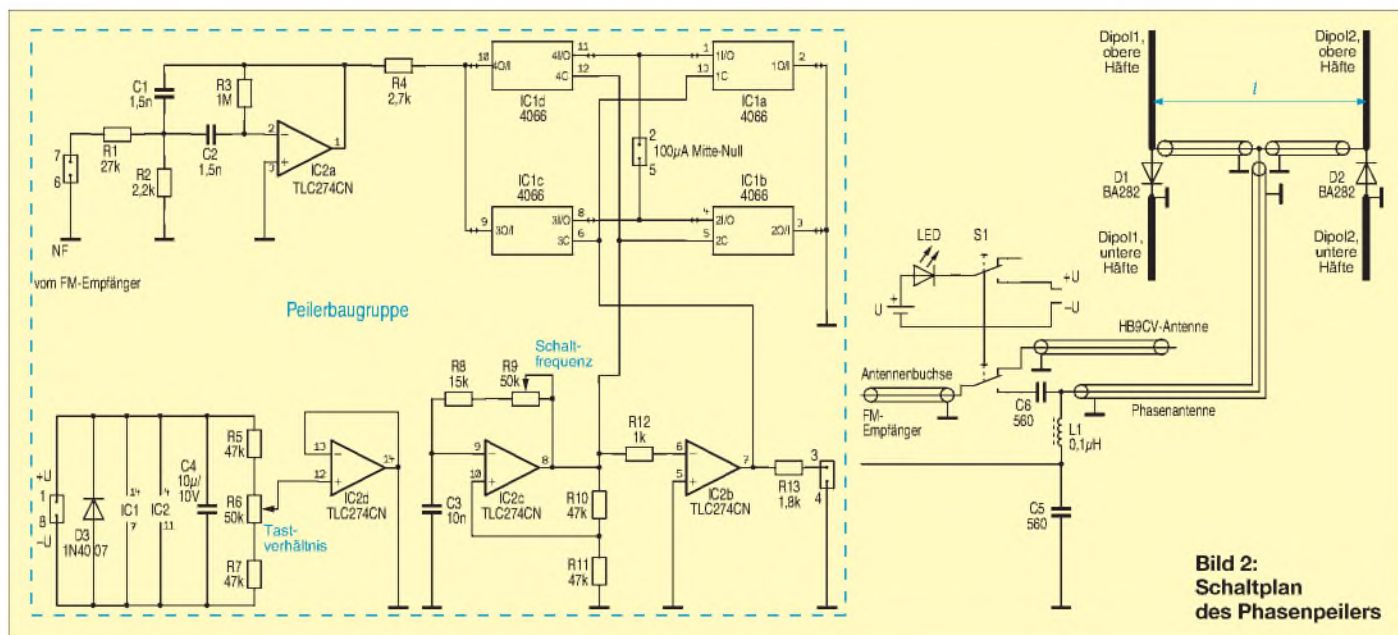 C1
1,5n
R3
1M
R1
27k
R2
2,2k
C2
1,5n
7
6
NF
vom FM-Empfänger
2
3
1
IC2a
TLC274CN
R4
2,7k
10
4O/I
4I/O
4C
11
12
IC1d
4066
1
13
1I/O
1C
1O/I
2
IC1a
4066
2
5
100µA Mitte-Null
IC1c
4066
9
3O/I
3I/O
3C
8
6
IC1b
4066
4
5
2I/O
2C
2O/I
3
Peilerbaugruppe
Schalt-
frequenz
R8
15k
R9
50k
9
10
8
IC2c
TLC274CN
C3
10n
R10
47k
R11
47k
R12
1k
6
5
7
IC2b
TLC274CN
R13
1,8k
3
4
+U
1
8
–U
D3
1N4007
IC1
14
7
IC2
4
11
C4
10µ/
10V
R5
47k
R6
50k
R7
47k
Tast-
verhältnis
13
12
14
IC2d
TLC274CN
Dipol1,
obere
Häfte
Dipol2,
obere
Häfte
l
D1
BA282
D2
BA282
Dipol1,
untere
Häfte
Dipol2,
untere
Häfte
LED
S1
+U
–U
U
+
HB9CV-Antenne
Antennenbuchse
FM-
Empfänger
C6
560
Phasenantenne
L1
0,1µH
C5
560
Bild 2:
Schaltplan
des Phasenpeilers